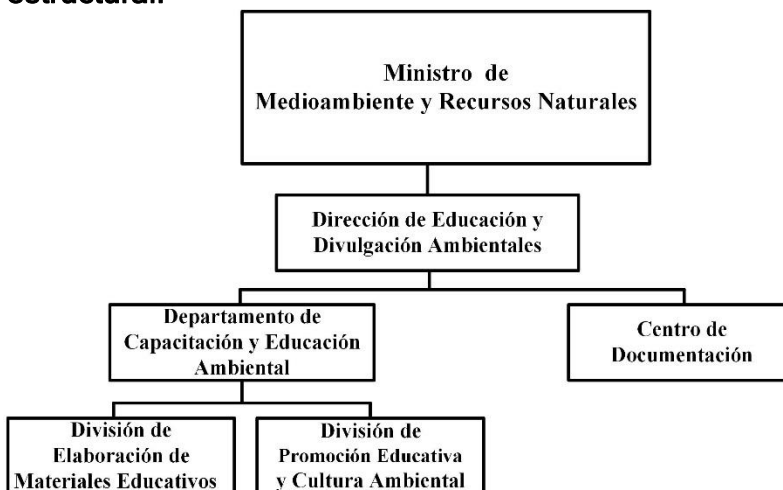 Ministro de
Medioambiente y Recursos Naturales
Dirección de Educación y
Divulgación Ambientales
Departamento de
Capacitación y Educación
Ambiental
Centro de
Documentación
División de
Elaboración de
Materiales Educativos
División de
Promoción Educativa
y Cultura Ambiental